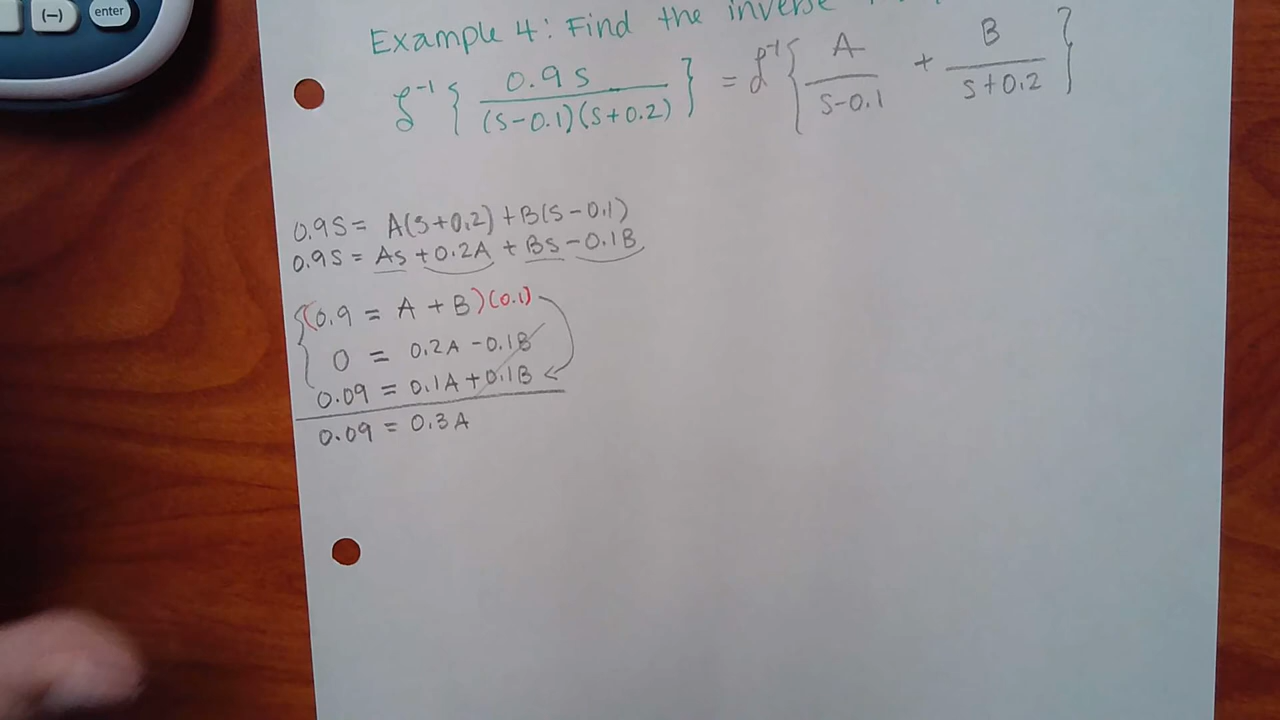 (−) enter
Example 4: Find the inverse
ℒ⁻¹ { 0.9s / (s−0.1)(s+0.2) } = ℒ⁻¹ { A / s−0.1 + B / s+0.2 }
0.9s = A(s+0.2) + B(s−0.1)
0.9s = As + 0.2A + Bs − 0.1B
(0.9 = A + B)(0.1)
0 = 0.2A − 0.1B
0.09 = 0.1A + 0.1B
0.09 = 0.3A